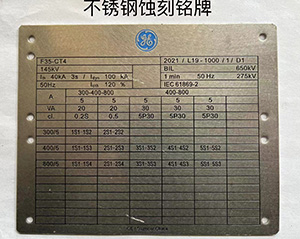 不锈钢蚀刻铭牌
F35-CT4 2021 / L19-1000 / 1 / 01
145kV BIL 650kV
40kA 3s / 100 kA 1 min 50 Hz 275kV
50Hz 120 % IEC 61869-2
300-400-800 400-800
A 5 5 5 5 5
VA 20 30 30 30 30
cl. 0,2S 0,5 5P30 5P30 5P30
300/5 1S1-1S2 2S1-2S2
400/5 1S1-1S3 2S1-2S3 3S1-3S2 4S1-4S2 5S1-5S2
800/5 1S1-1S4 2S1-2S4 3S1-3S3 4S1-4S3 5S1-5S3